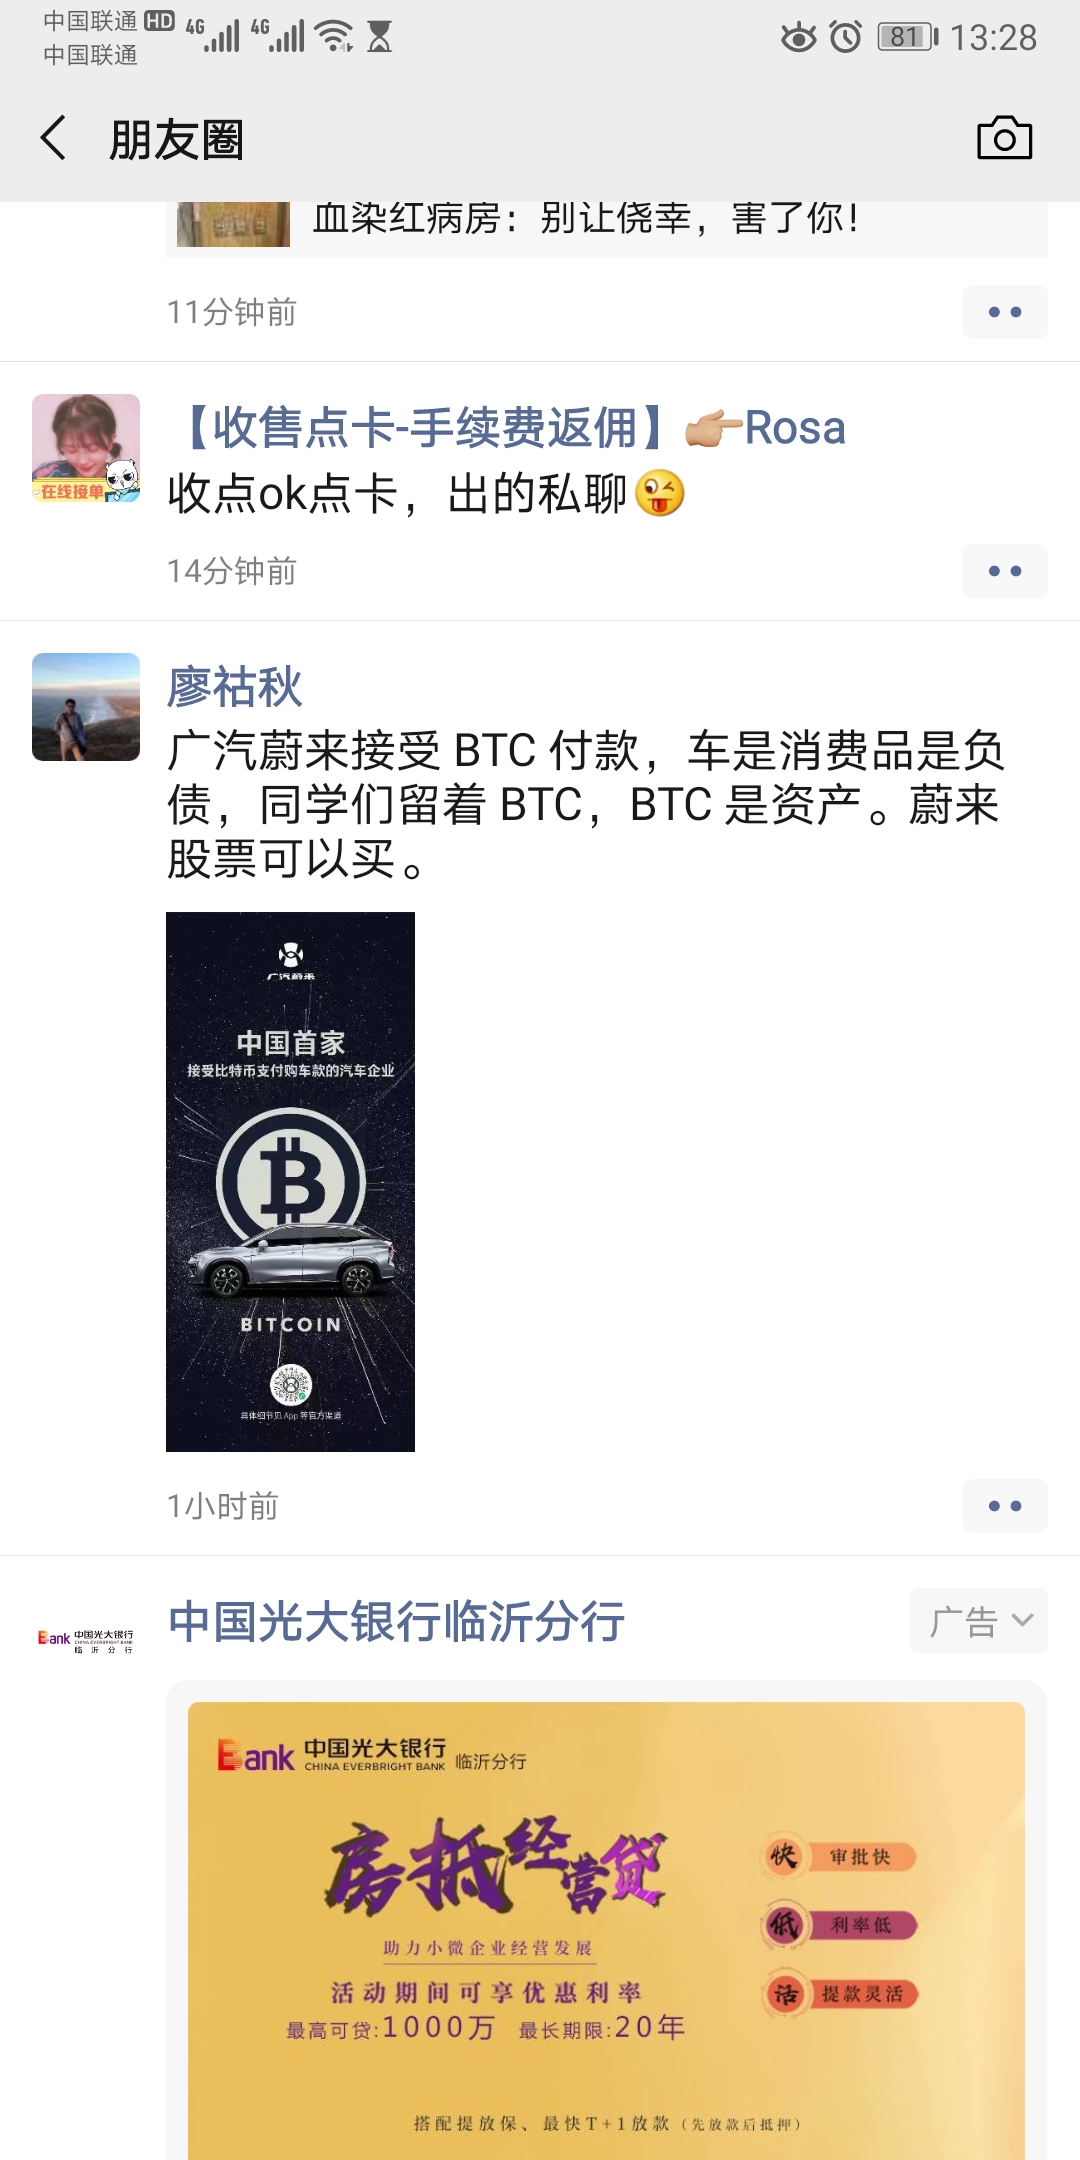 中国联通 HD 4G 4G 81 13:28
中国联通
朋友圈
血染红病房：别让侥幸，害了你！
11分钟前
【收售点卡-手续费返佣】👉🏼Rosa
在线接单
收点ok点卡，出的私聊😜
14分钟前
廖祜秋
广汽蔚来接受 BTC 付款，车是消费品是负
债，同学们留着 BTC，BTC 是资产。蔚来
股票可以买。
广汽蔚来
中国首家
接受比特币支付购车款的汽车企业
BITCOIN
具体细节见 App 等官方渠道
1小时前
中国光大银行临沂分行
广告
Bank 中国光大银行
CHINA EVERBRIGHT BANK
临沂分行
Bank 中国光大银行 临沂分行
CHINA EVERBRIGHT BANK
房抵经营贷
助力小微企业经营发展
活动期间可享优惠利率
最高可贷:1000万 最长期限:20年
快 审批快
低 利率低
活 提款灵活
搭配提放保、最快T+1放款（先放款后抵押）